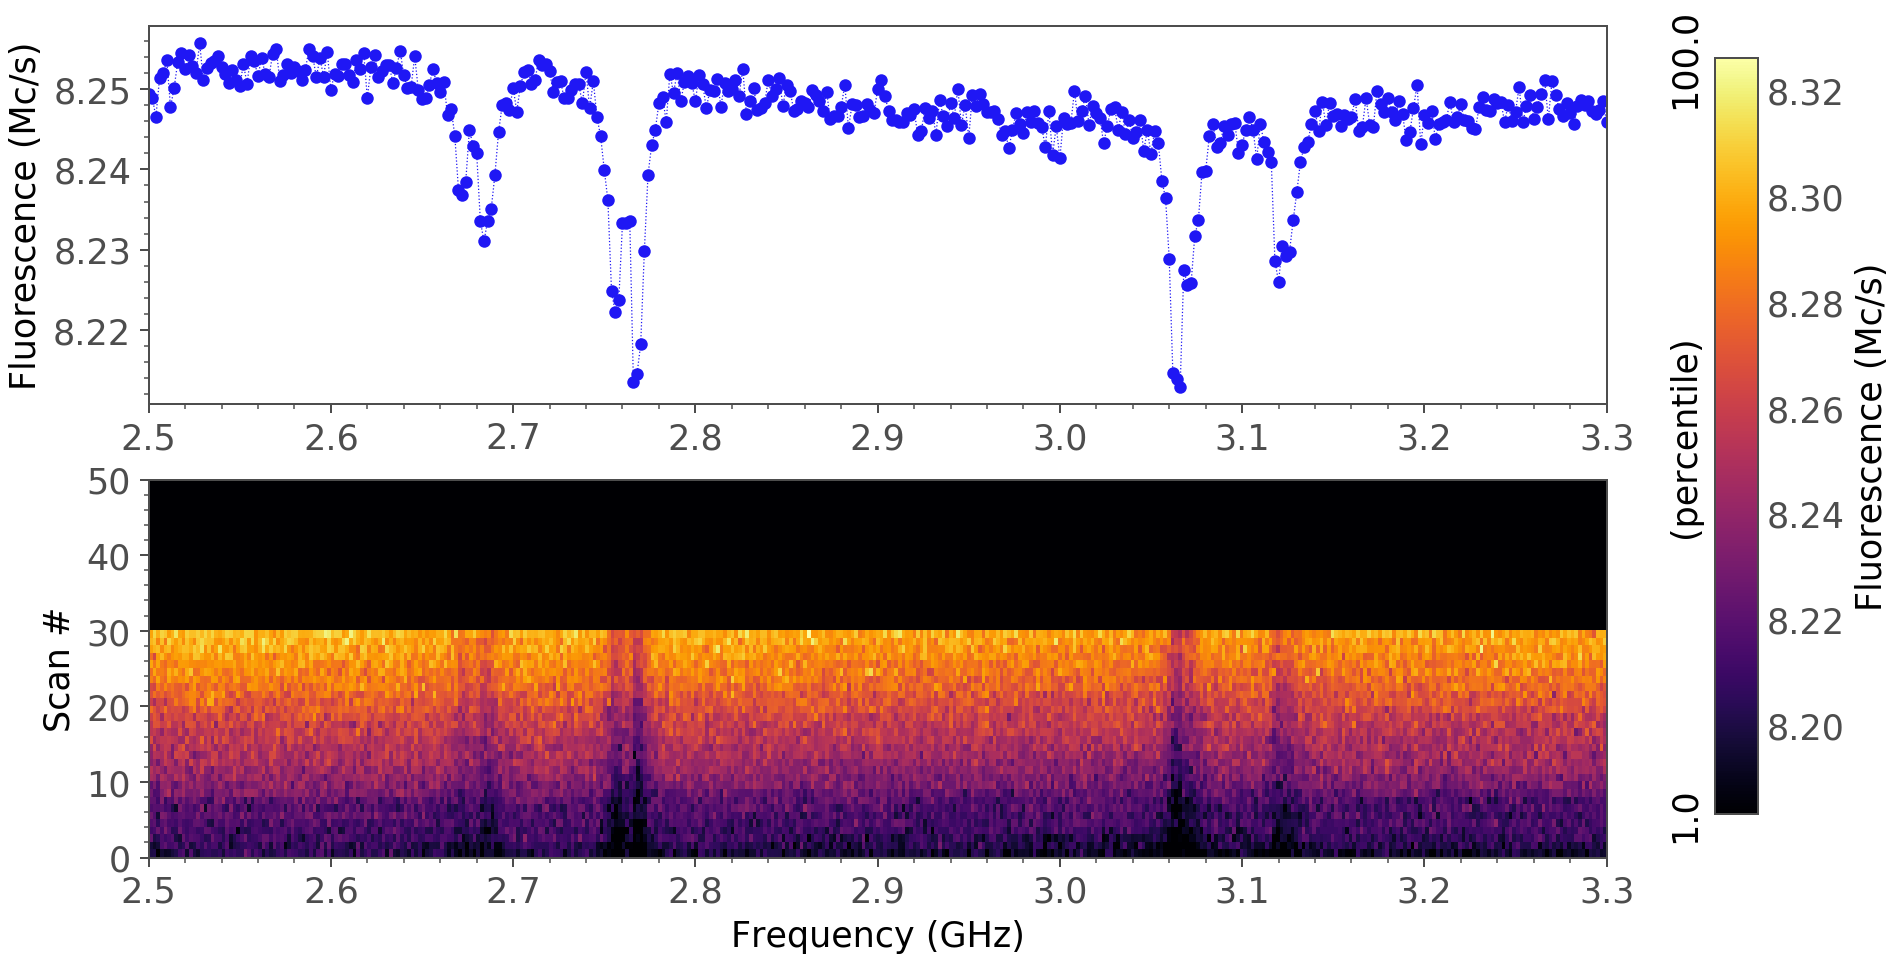 Fluorescence (Mc/s)
8.25
8.24
8.23
8.22
2.5 2.6 2.7 2.8 2.9 3.0 3.1 3.2 3.3
Scan #
50
40
30
20
10
0
2.5 2.6 2.7 2.8 2.9 3.0 3.1 3.2 3.3
Frequency (GHz)
100.0
(percentile)
1.0
8.32
8.30
8.28
8.26
8.24
8.22
8.20
Fluorescence (Mc/s)